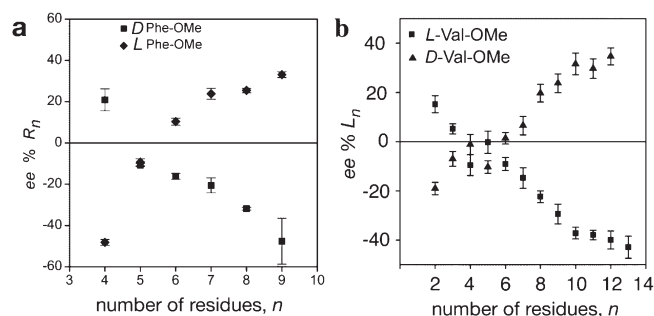 a
D Phe-OMe
L Phe-OMe
60
40
20
0
-20
-40
-60
ee % Rn
3 4 5 6 7 8 9 10
number of residues, n
b
L-Val-OMe
D-Val-OMe
40
20
0
-20
-40
ee % Ln
2 4 6 8 10 12 14
number of residues, n